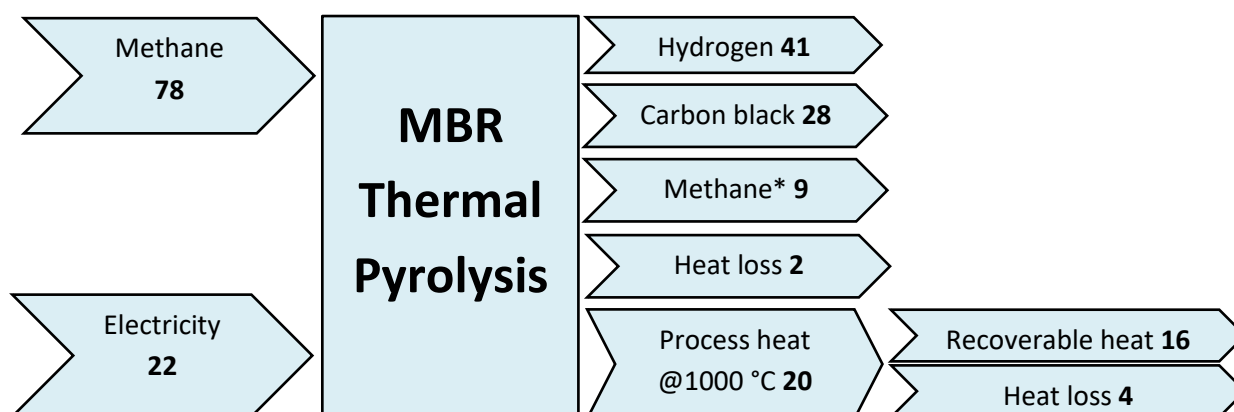 Methane
78
Electricity
22
MBR
Thermal
Pyrolysis
Hydrogen 41
Carbon black 28
Methane* 9
Heat loss 2
Process heat
@1000 °C 20
Recoverable heat 16
Heat loss 4